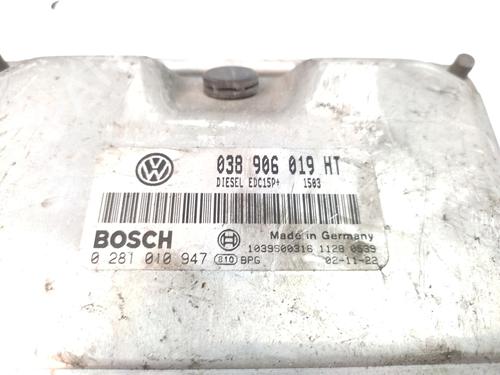 038 906 019 HT
DIESEL EDC15P+ 1503
BOSCH
Made in Germany
1039S00316 1128 0539
0 281 010 947 810 BPG 02-11-22